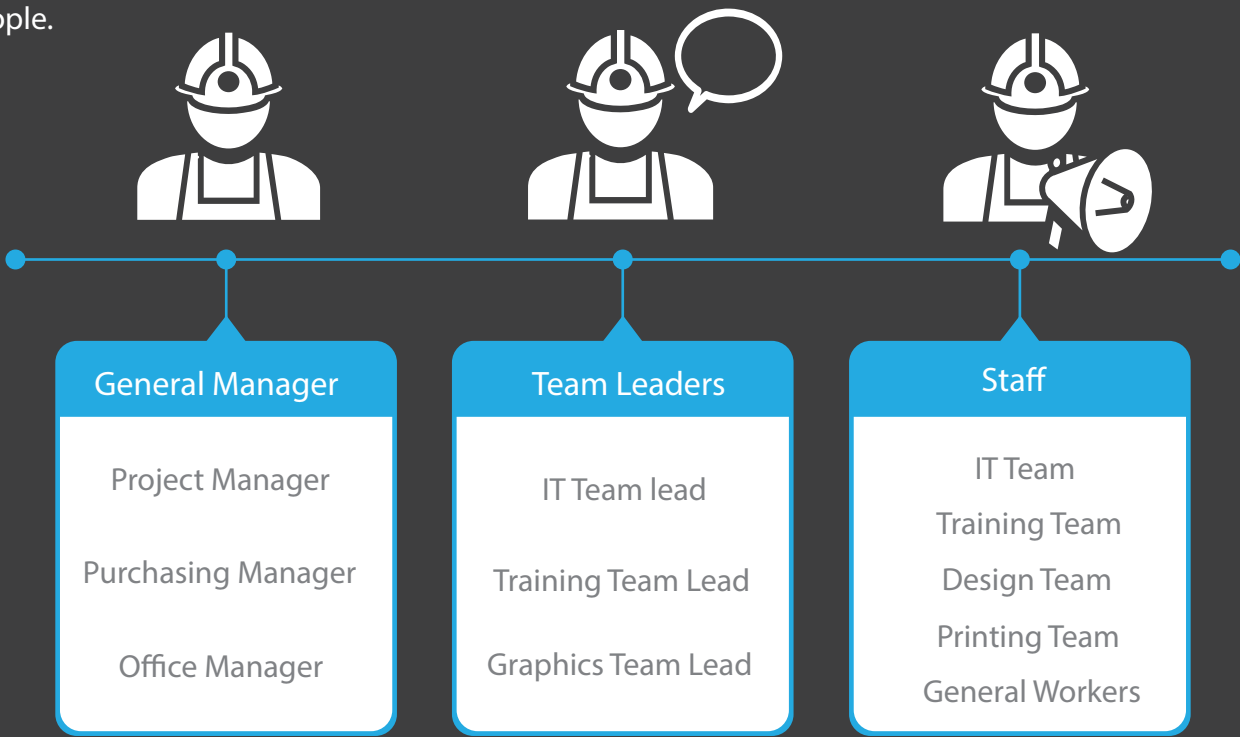 ople.
General Manager
Project Manager
Purchasing Manager
Office Manager
Team Leaders
IT Team lead
Training Team Lead
Graphics Team Lead
Staff
IT Team
Training Team
Design Team
Printing Team
General Workers